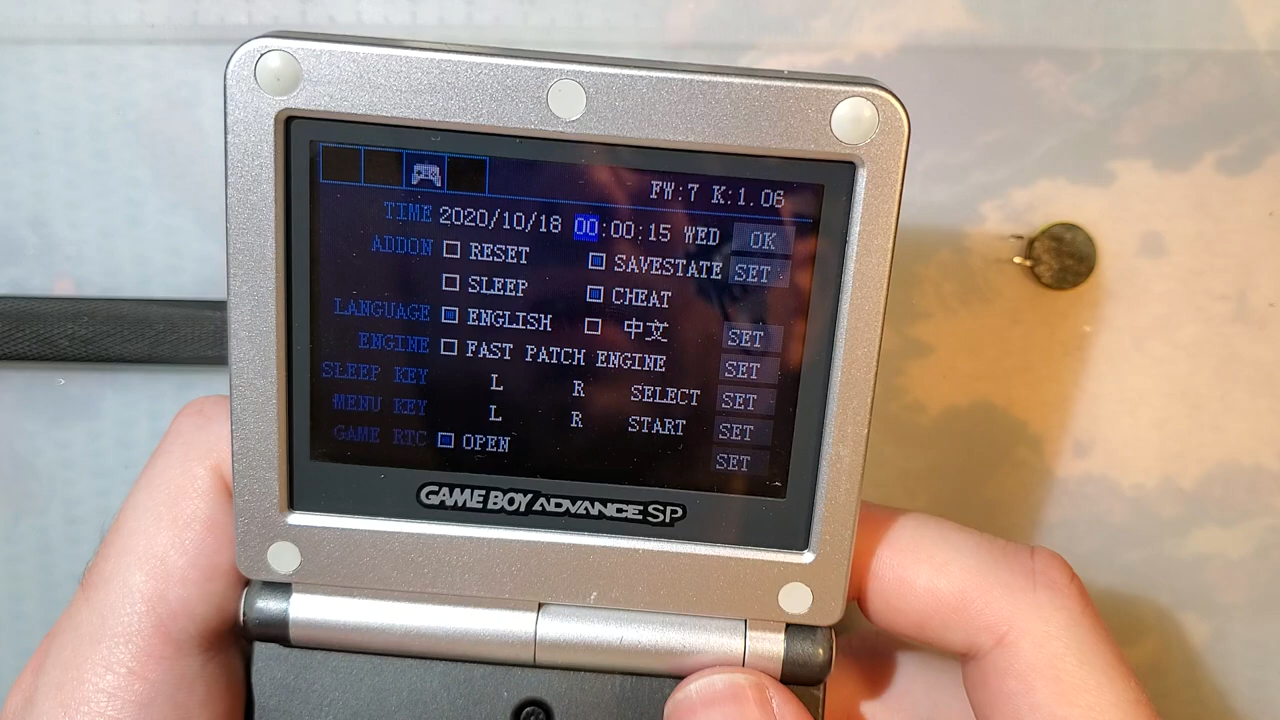 FW:7 K:1.06
TIME 2020/10/18 00:00:15 WED OK
ADDON RESET SAVESTATE SET
SLEEP CHEAT
LANGUAGE ENGLISH 中文 SET
ENGINE FAST PATCH ENGINE SET
SLEEP KEY L R SELECT SET
MENU KEY L R START SET
GAME RTC OPEN SET
GAME BOY ADVANCE SP